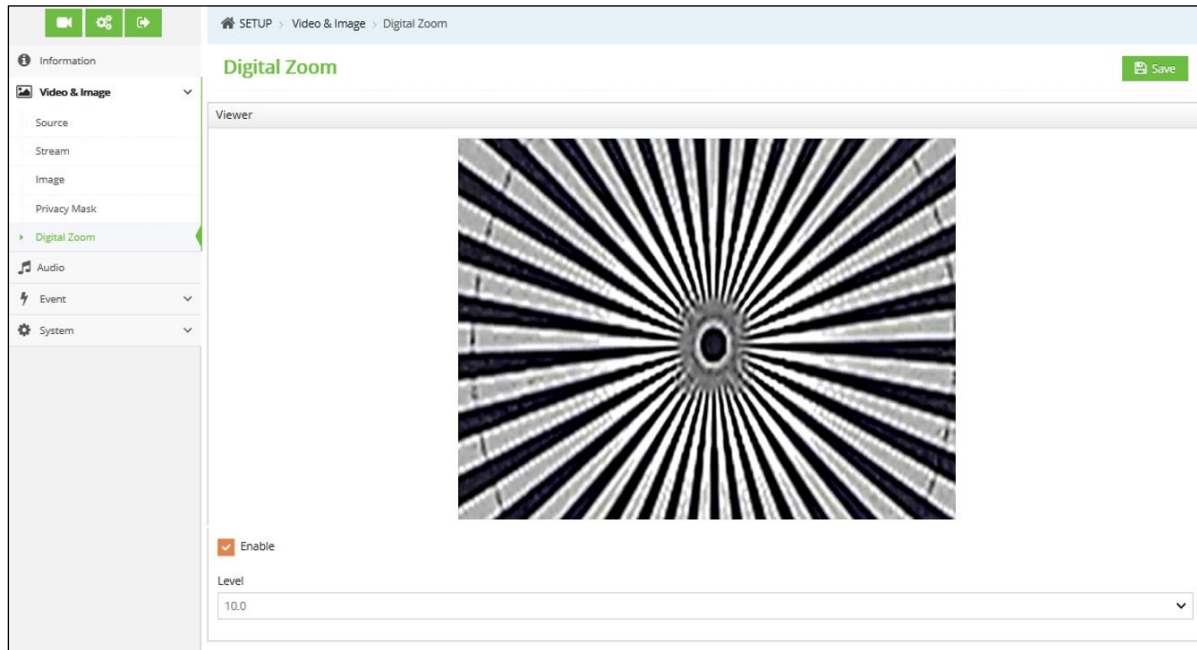 SETUP > Video & Image > Digital Zoom
Information
Video & Image
Source
Stream
Image
Privacy Mask
Digital Zoom
Audio
Event
System
Digital Zoom
Save
Viewer
Enable
Level
10.0